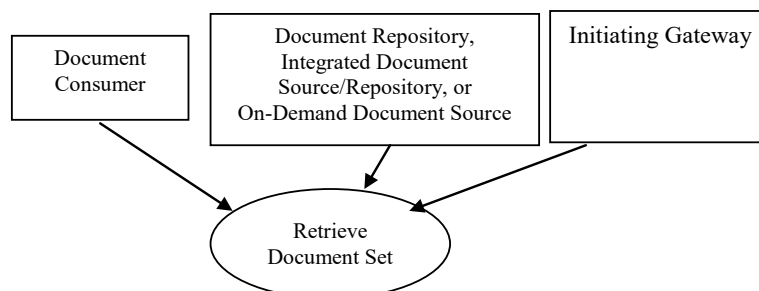 Document
Consumer
Document Repository,
Integrated Document
Source/Repository, or
On-Demand Document Source
Initiating Gateway
Retrieve
Document Set